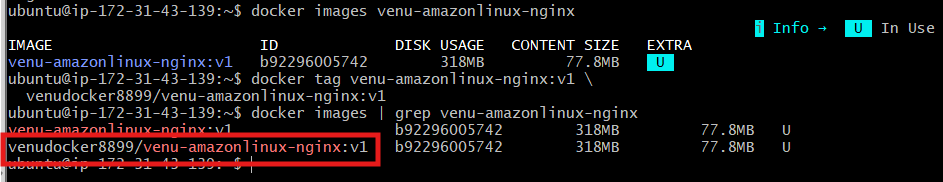 ubuntu@ip-172-31-43-139:~$ docker images venu-amazonlinux-nginx
i Info → U In Use
IMAGE ID DISK USAGE CONTENT SIZE EXTRA
venu-amazonlinux-nginx:v1 b92296005742 318MB 77.8MB U
ubuntu@ip-172-31-43-139:~$ docker tag venu-amazonlinux-nginx:v1 \
venudocker8899/venu-amazonlinux-nginx:v1
ubuntu@ip-172-31-43-139:~$ docker images | grep venu-amazonlinux-nginx
venu-amazonlinux-nginx:v1 b92296005742 318MB 77.8MB U
venudocker8899/venu-amazonlinux-nginx:v1 b92296005742 318MB 77.8MB U
ubuntu@ip-172-31-43-139:~$